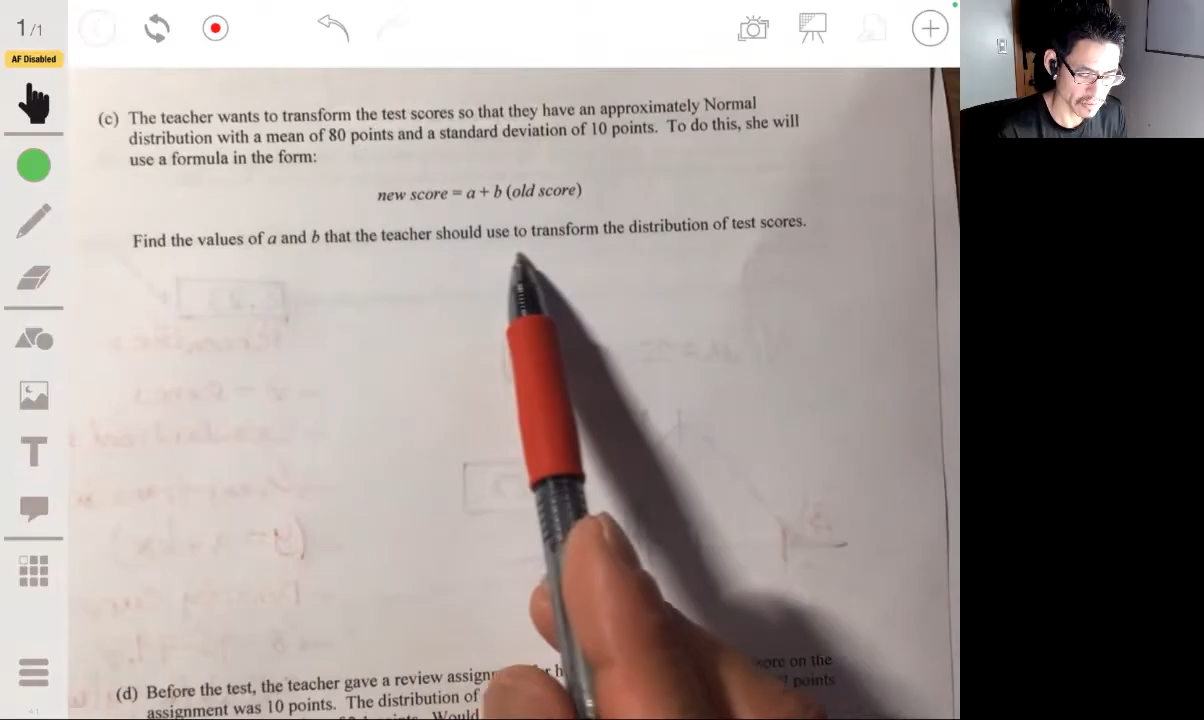 1/1
AF Disabled
(c) The teacher wants to transform the test scores so that they have an approximately Normal
distribution with a mean of 80 points and a standard deviation of 10 points. To do this, she will
use a formula in the form:
new score = a + b (old score)
Find the values of a and b that the teacher should use to transform the distribution of test scores.
T
(d) Before the test, the teacher gave a review on the
assignment was 10 points. The distribution of points
Would